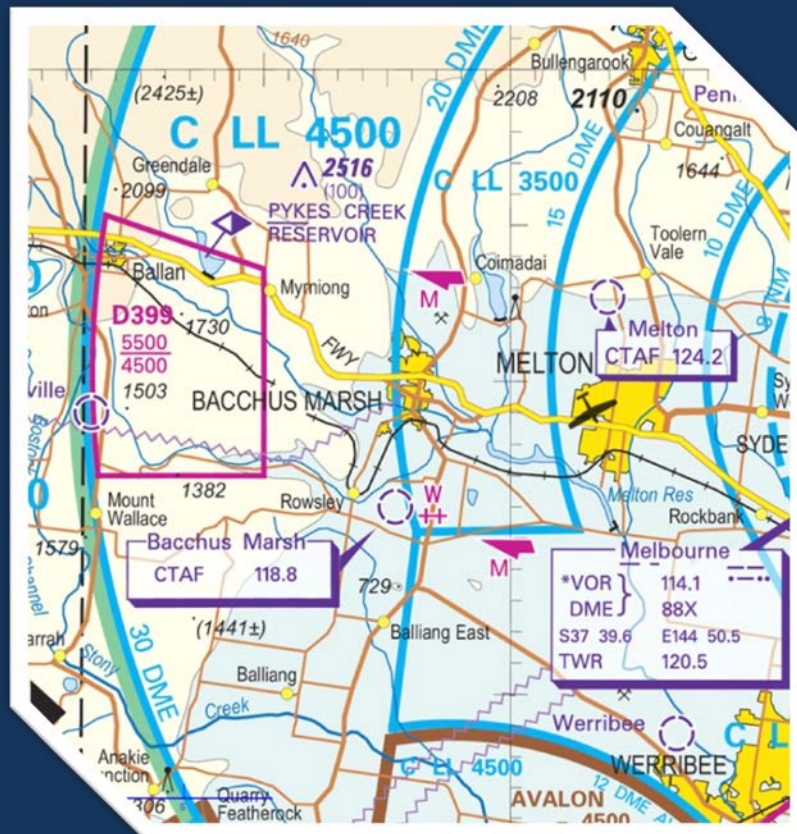 1640
Bullengarook
(2425±)
20 DME
2208
2110
C LL 4500
Couangalt
Greendale
2516
(100)
15 DME
1644
2099
C LL 3500
PYKES CREEK
RESERVOIR
10 DME
Toolern
Vale
Ballan
Coimadai
Myrniong
M
8 NM
D399
5500
4500
1730
FWY
Melton
CTAF 124.2
MELTON
ville
1503
BACCHUS MARSH
SYDE
1382
Rowsley
W
Melton Res
Mount
Wallace
Rockbank
Bacchus Marsh
CTAF 118.8
M
Melbourne
*VOR } 114.1
DME 88X
S37 39.6 E144 50.5
TWR 120.5
1579
729
(1441±)
Balliang East
Stony
30 DME
Balliang
Creek
Werribee
C LL 4500
WERRIBEE
C L
Anakie
12 DME
AVALON
4500
306
Quarry
Featherock